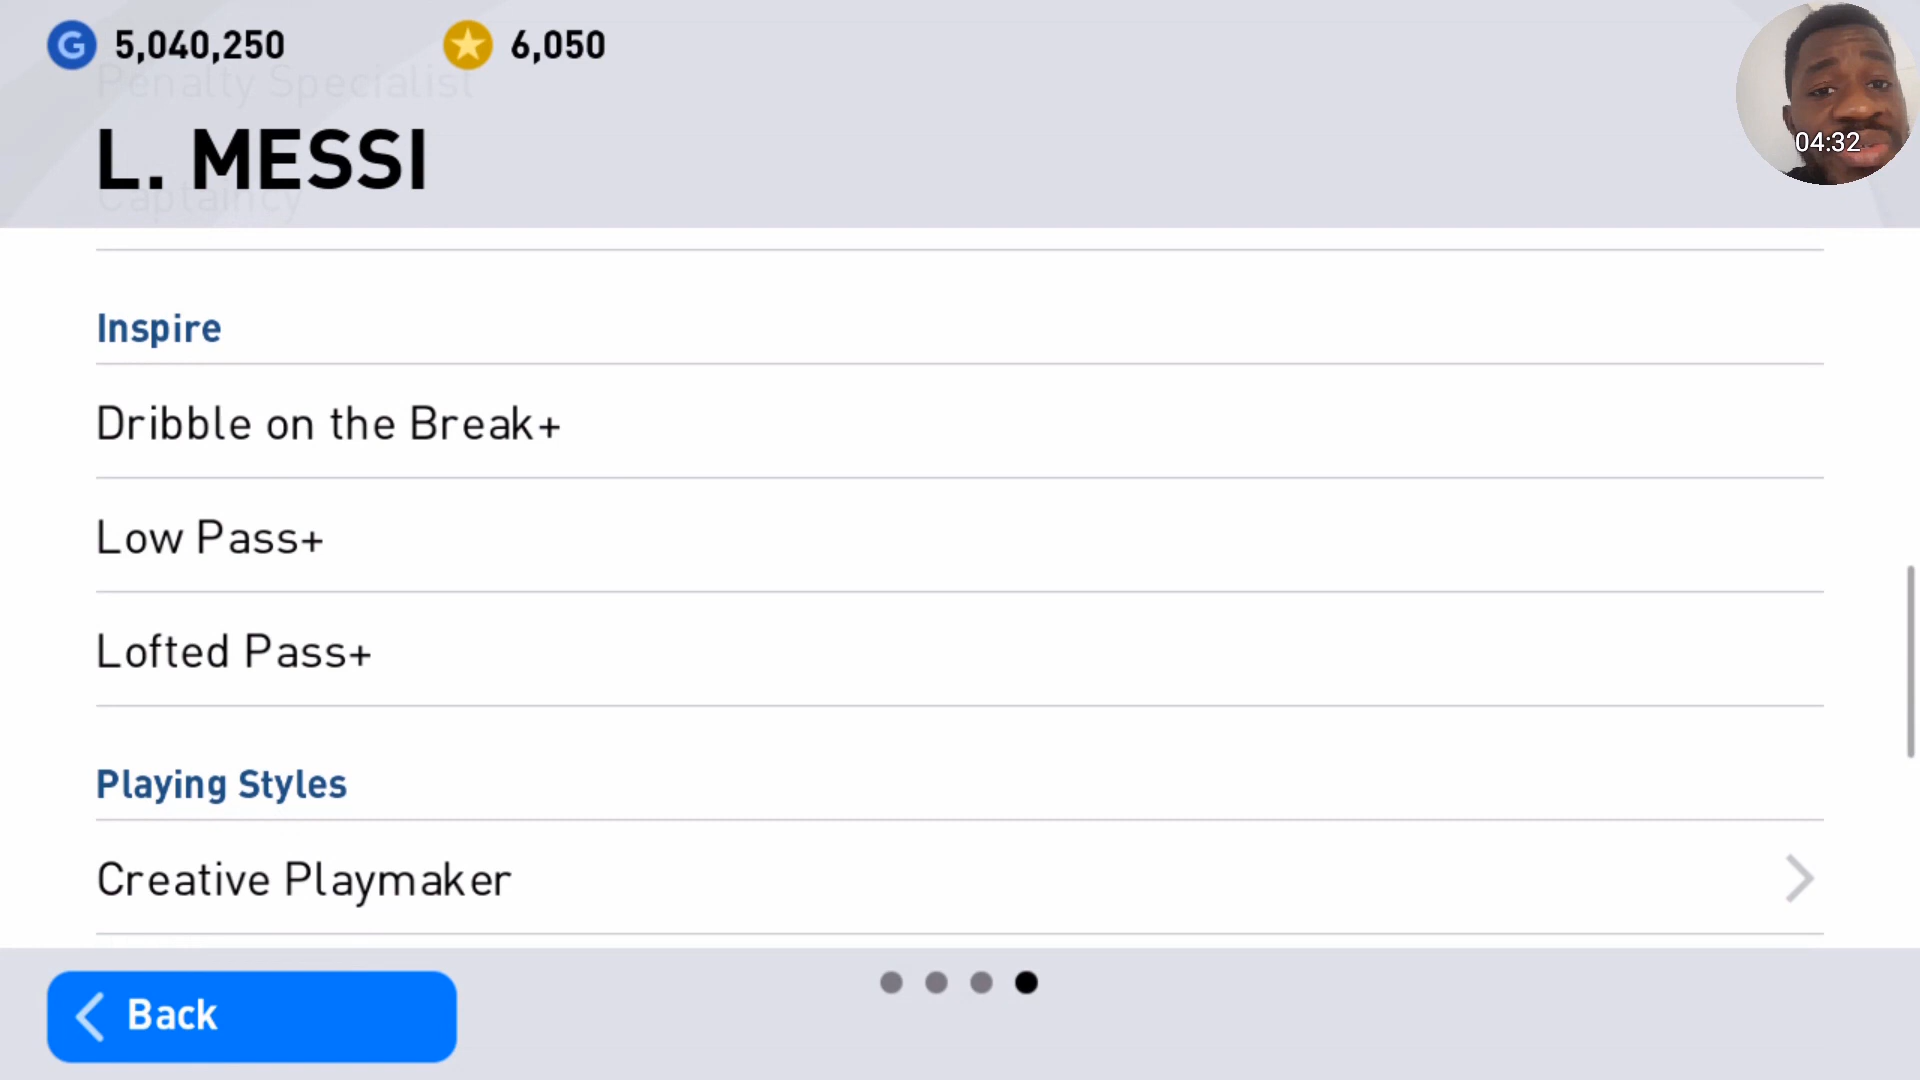 G 5,040,250 6,050
Penalty Specialist
L. MESSI
Captaincy
04:32
Inspire
Dribble on the Break+
Low Pass+
Lofted Pass+
Playing Styles
Creative Playmaker
Back